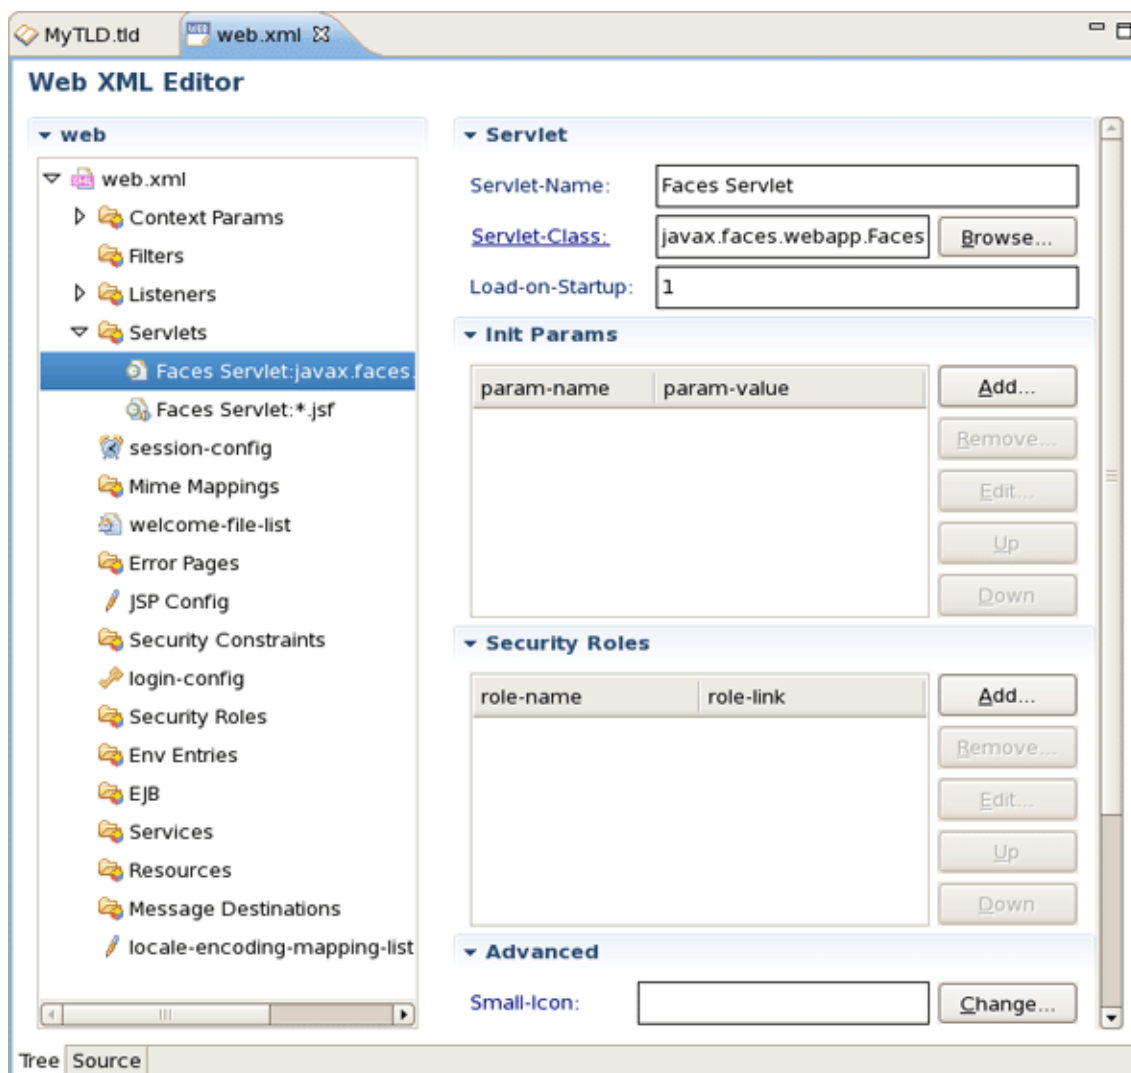 MyTLD.tld
web.xml
Web XML Editor
web
web.xml
Context Params
Filters
Listeners
Servlets
Faces Servlet:javax.faces.
Faces Servlet:*.jsf
session-config
Mime Mappings
welcome-file-list
Error Pages
JSP Config
Security Constraints
login-config
Security Roles
Env Entries
EJB
Services
Resources
Message Destinations
locale-encoding-mapping-list
Servlet
Servlet-Name: Faces Servlet
Servlet-Class: javax.faces.webapp.Faces Browse...
Load-on-Startup: 1
Init Params
param-name param-value
Add...
Remove...
Edit...
Up
Down
Security Roles
role-name role-link
Add...
Remove...
Edit...
Up
Down
Advanced
Small-Icon: Change...
Tree Source